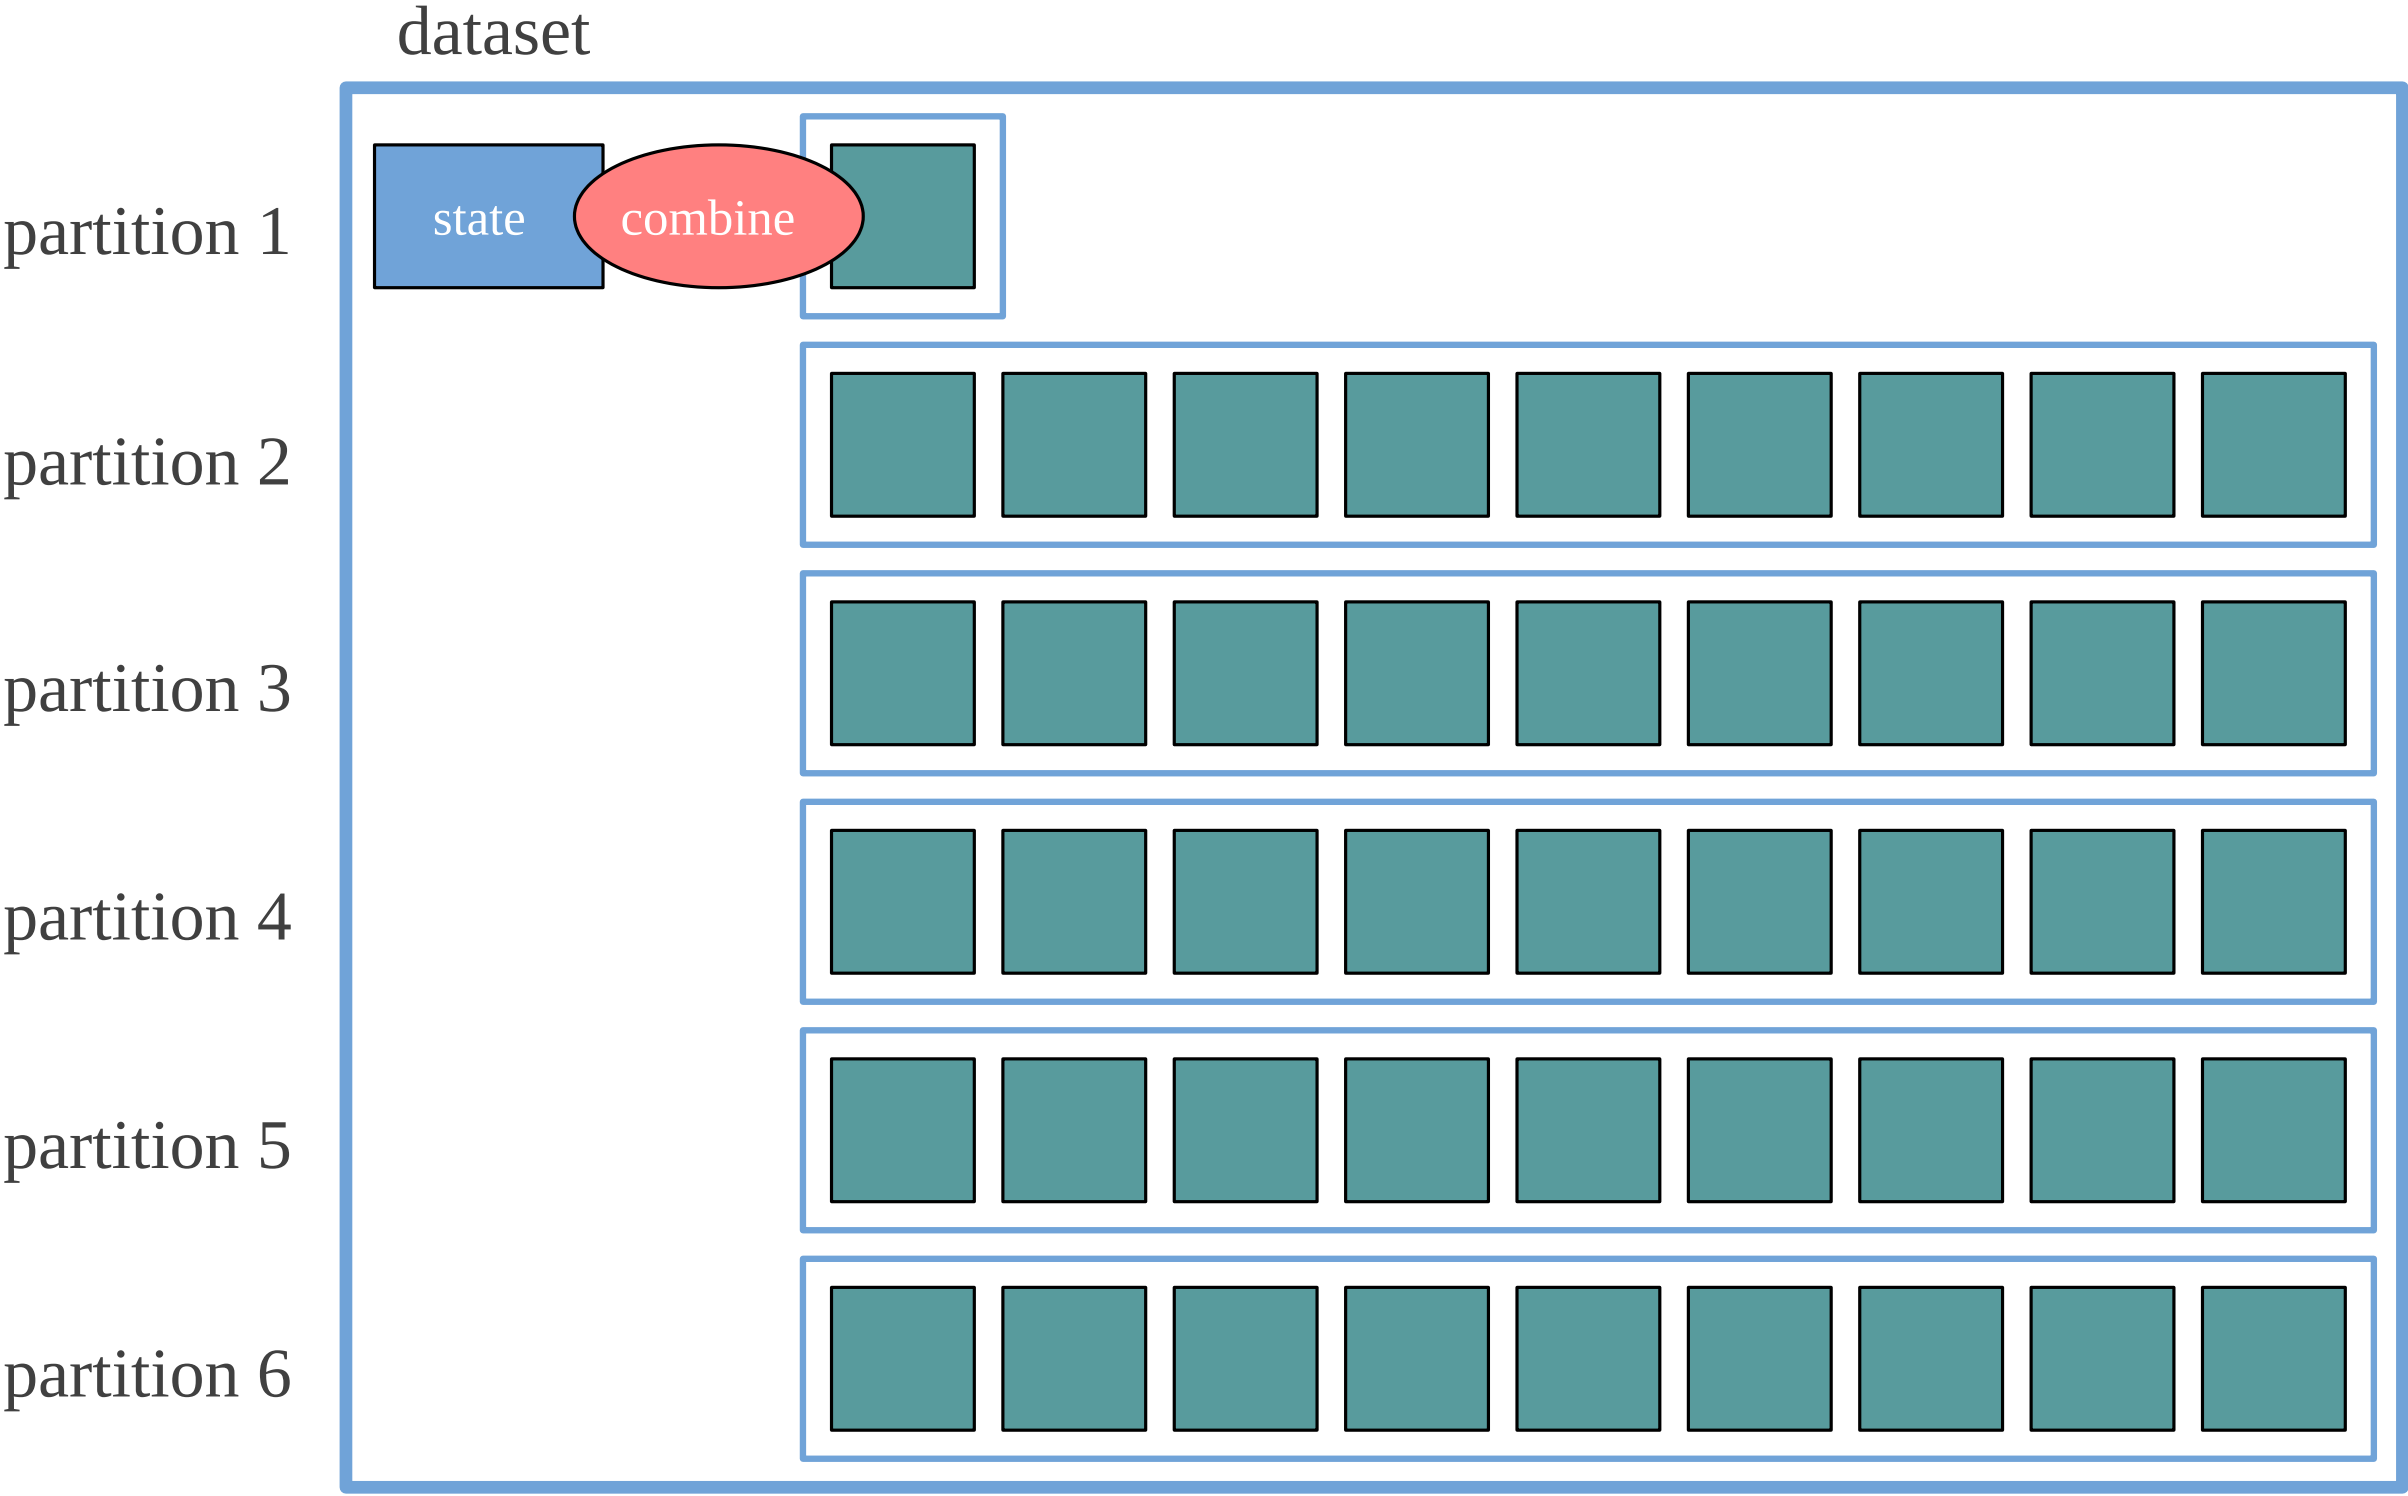 dataset
partition 1
state
combine
partition 2
partition 3
partition 4
partition 5
partition 6